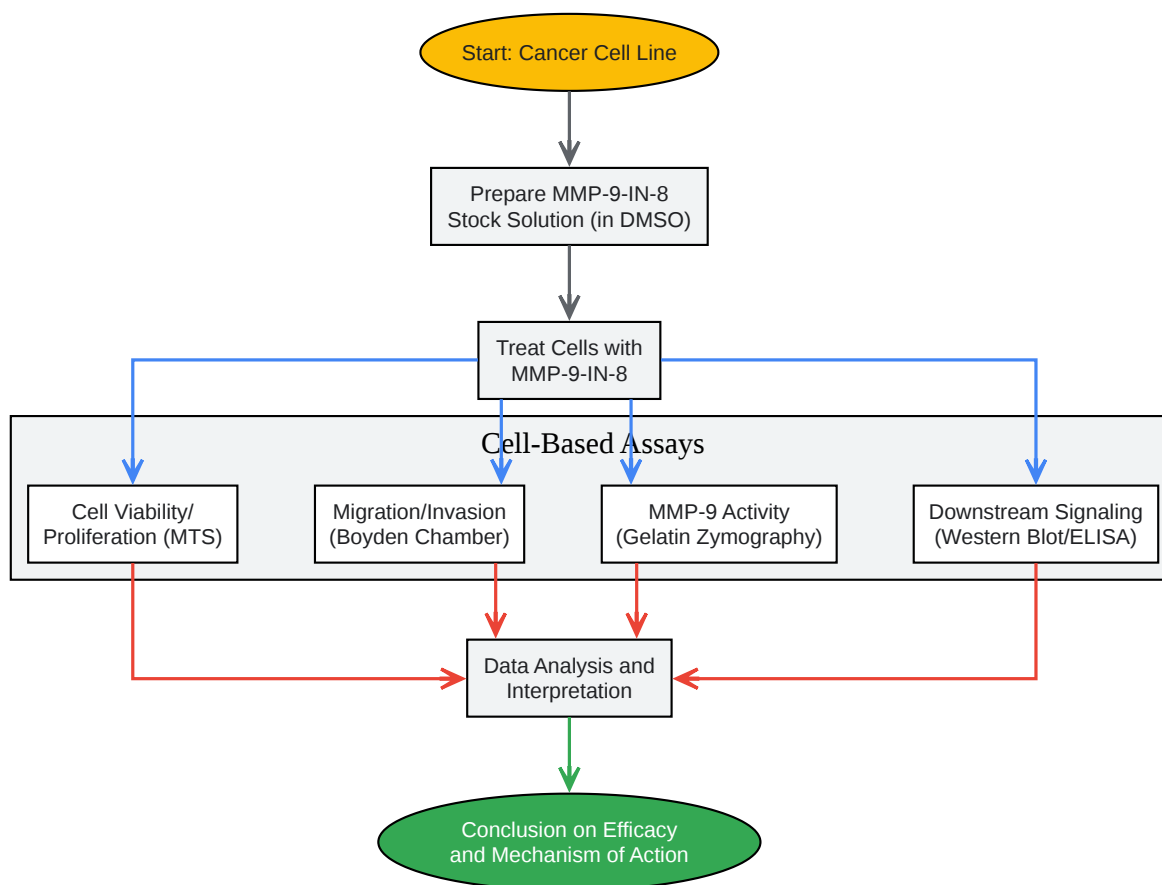 Start: Cancer Cell Line
Prepare MMP-9-IN-8
Stock Solution (in DMSO)
Treat Cells with
MMP-9-IN-8
Cell-Based Assays
Cell Viability/
Proliferation (MTS)
Migration/Invasion
(Boyden Chamber)
MMP-9 Activity
(Gelatin Zymography)
Downstream Signaling
(Western Blot/ELISA)
Data Analysis and
Interpretation
Conclusion on Efficacy
and Mechanism of Action